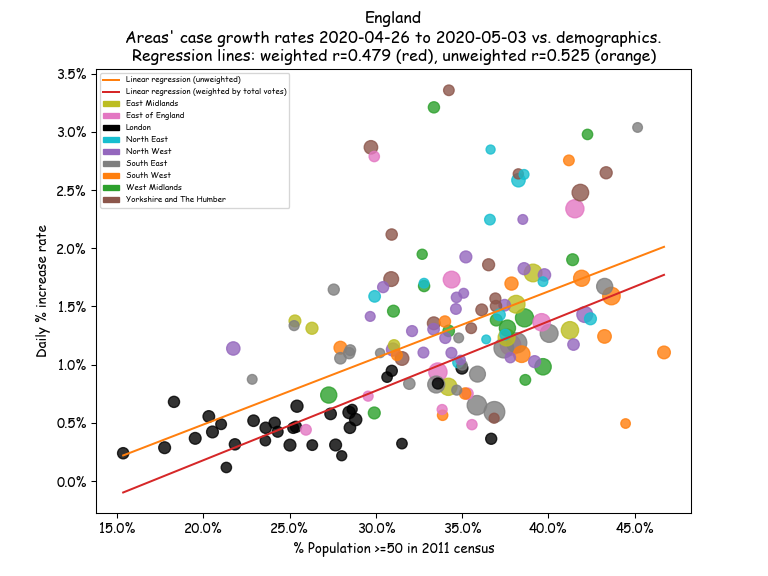 England
Areas' case growth rates 2020-04-26 to 2020-05-03 vs. demographics.
Regression lines: weighted r=0.479 (red), unweighted r=0.525 (orange)
3.5%
3.0%
2.5%
2.0%
1.5%
1.0%
0.5%
0.0%
Daily % increase rate
Linear regression (unweighted)
Linear regression (weighted by total votes)
East Midlands
East of England
London
North East
North West
South East
South West
West Midlands
Yorkshire and The Humber
15.0% 20.0% 25.0% 30.0% 35.0% 40.0% 45.0%
% Population >=50 in 2011 census